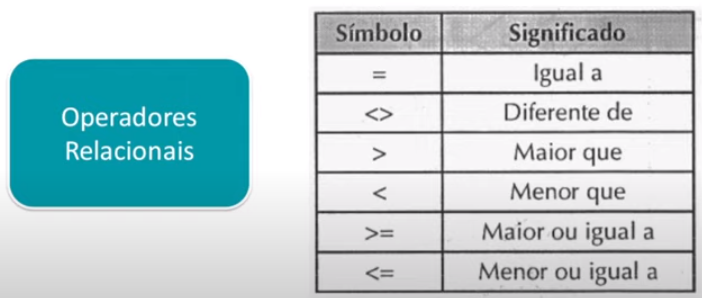 Operadores
Relacionais
Símbolo Significado
= Igual a
<> Diferente de
> Maior que
< Menor que
>= Maior ou igual a
<= Menor ou igual a